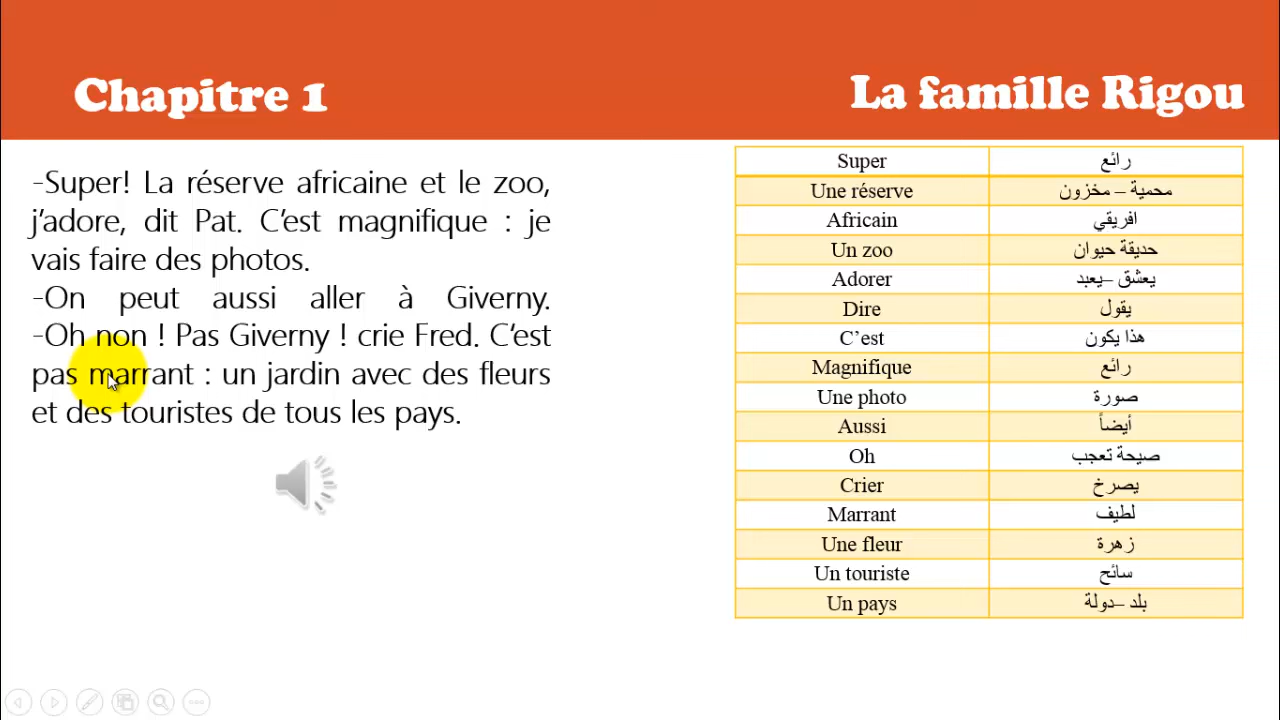 Chapitre 1
La famille Rigou
-Super! La réserve africaine et le zoo,
j’adore, dit Pat. C’est magnifique : je
vais faire des photos.
-On peut aussi aller à Giverny.
-Oh non ! Pas Giverny ! crie Fred. C’est
pas marrant : un jardin avec des fleurs
et des touristes de tous les pays.
Super رائع
Une réserve محمية – مخزون
Africain افريقي
Un zoo حديقة حيوان
Adorer يعشق –يعبد
Dire يقول
C’est هذا يكون
Magnifique رائع
Une photo صورة
Aussi أيضاً
Oh صيحة تعجب
Crier يصرخ
Marrant لطيف
Une fleur زهرة
Un touriste سائح
Un pays بلد –دولة